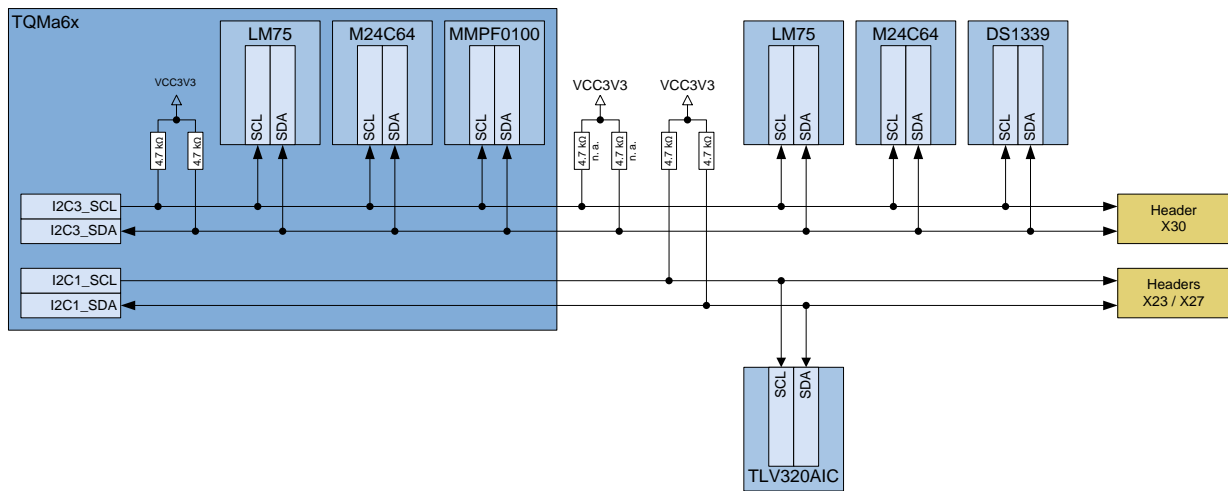 TQMa6x
LM75
M24C64
MMPF0100
LM75
M24C64
DS1339
VCC3V3
VCC3V3
VCC3V3
SCL
SDA
SCL
SDA
SCL
SDA
SCL
SDA
SCL
SDA
SCL
SDA
4.7 kΩ
4.7 kΩ
4.7 kΩ
n. a.
4.7 kΩ
n. a.
4.7 kΩ
4.7 kΩ
I2C3_SCL
I2C3_SDA
Header
X30
I2C1_SCL
I2C1_SDA
Headers
X23 / X27
SCL
SDA
TLV320AIC